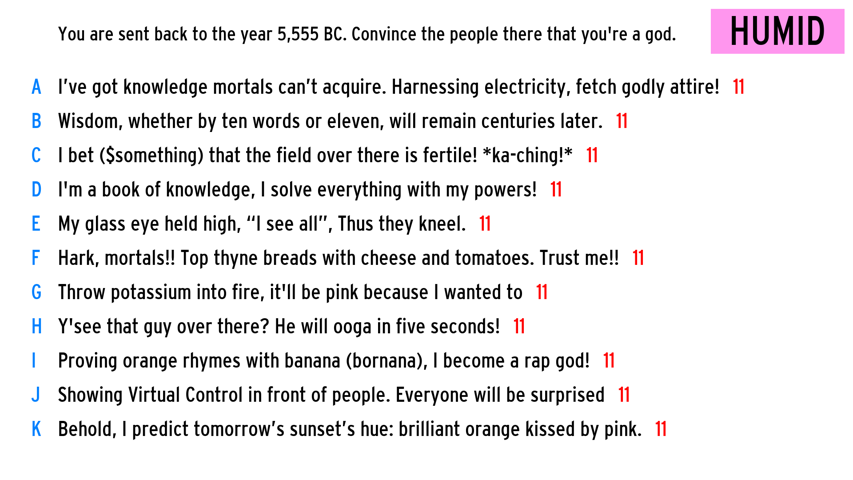 You are sent back to the year 5,555 BC. Convince the people there that you're a god.
HUMID
A I’ve got knowledge mortals can’t acquire. Harnessing electricity, fetch godly attire! 11
B Wisdom, whether by ten words or eleven, will remain centuries later. 11
C I bet ($something) that the field over there is fertile! *ka-ching!* 11
D I'm a book of knowledge, I solve everything with my powers! 11
E My glass eye held high, “I see all”, Thus they kneel. 11
F Hark, mortals!! Top thyne breads with cheese and tomatoes. Trust me!! 11
G Throw potassium into fire, it'll be pink because I wanted to 11
H Y'see that guy over there? He will ooga in five seconds! 11
I Proving orange rhymes with banana (bornana), I become a rap god! 11
J Showing Virtual Control in front of people. Everyone will be surprised 11
K Behold, I predict tomorrow’s sunset’s hue: brilliant orange kissed by pink. 11